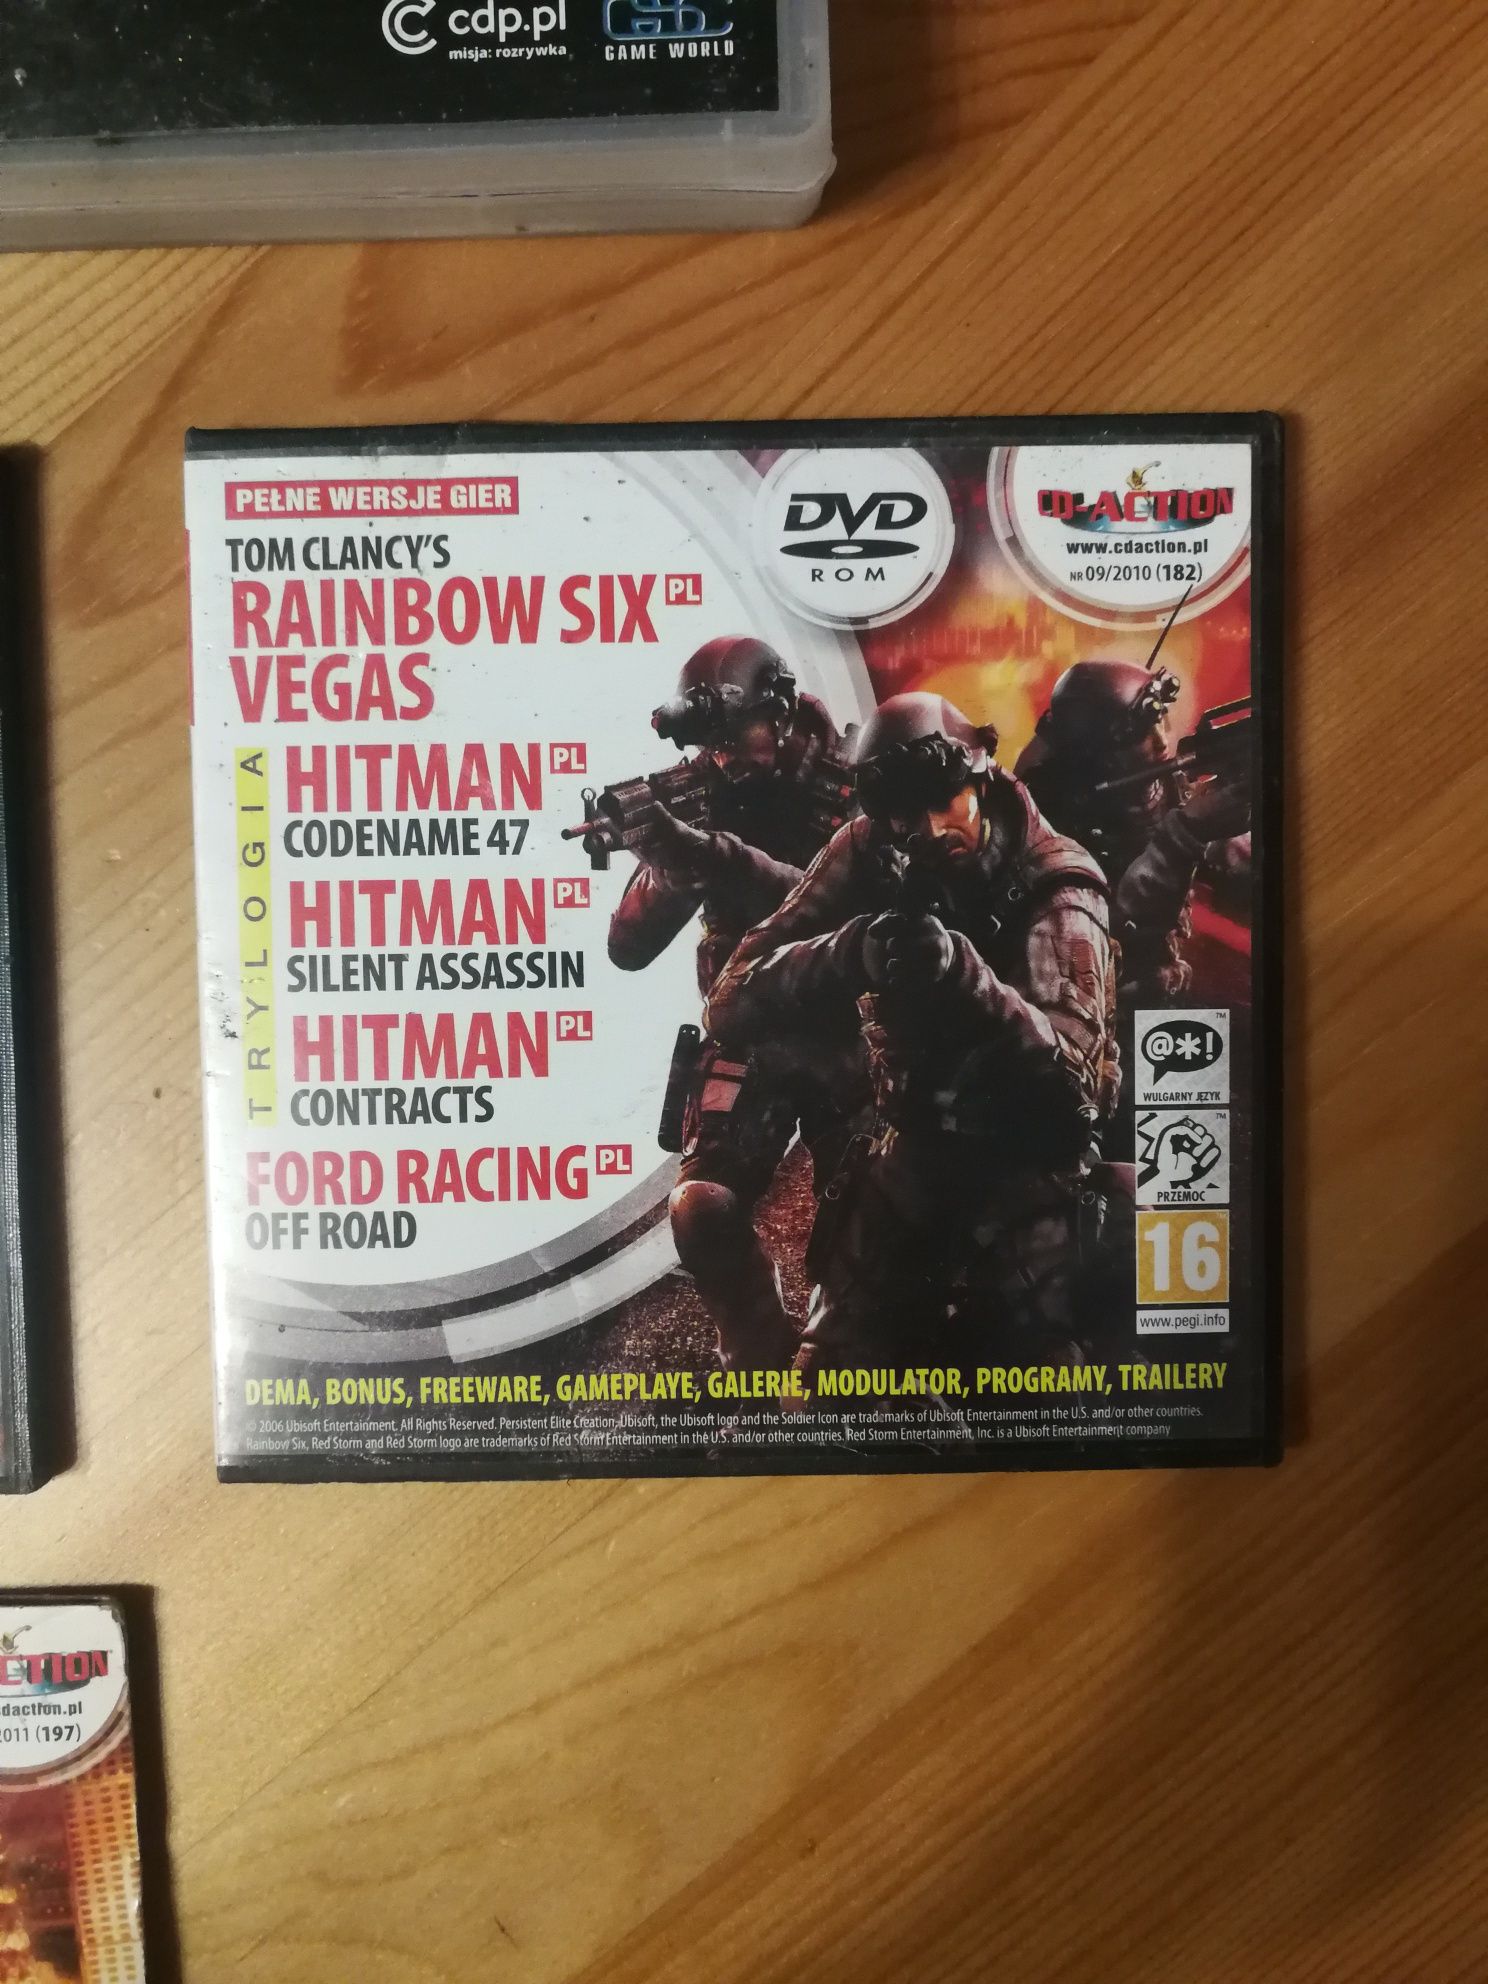 cdp.pl
misja: rozrywka
GSC
GAME WORLD
PEŁNE WERSJE GIER
TOM CLANCY'S
RAINBOW SIX PL
VEGAS
TRYLOGIA
HITMAN PL
CODENAME 47
HITMAN PL
SILENT ASSASSIN
HITMAN PL
CONTRACTS
FORD RACING PL
OFF ROAD
DVD
ROM
CD-ACTION
www.cdaction.pl
NR 09/2010 (182)
@*!
WULGARNY JĘZYK
PRZEMOC
16
www.pegi.info
DEMA, BONUS, FREEWARE, GAMEPLAYE, GALERIE, MODULATOR, PROGRAMY, TRAILERY
© 2006 Ubisoft Entertainment. All Rights Reserved. Persistent Elite Creation, Ubisoft, the Ubisoft logo and the Soldier Icon are trademarks of Ubisoft Entertainment in the U.S. and/or other countries.
Rainbow Six, Red Storm and Red Storm logo are trademarks of Red Storm Entertainment in the U.S. and/or other countries. Red Storm Entertainment, Inc. is a Ubisoft Entertainment company
CTION
daction.pl
2011 (197)